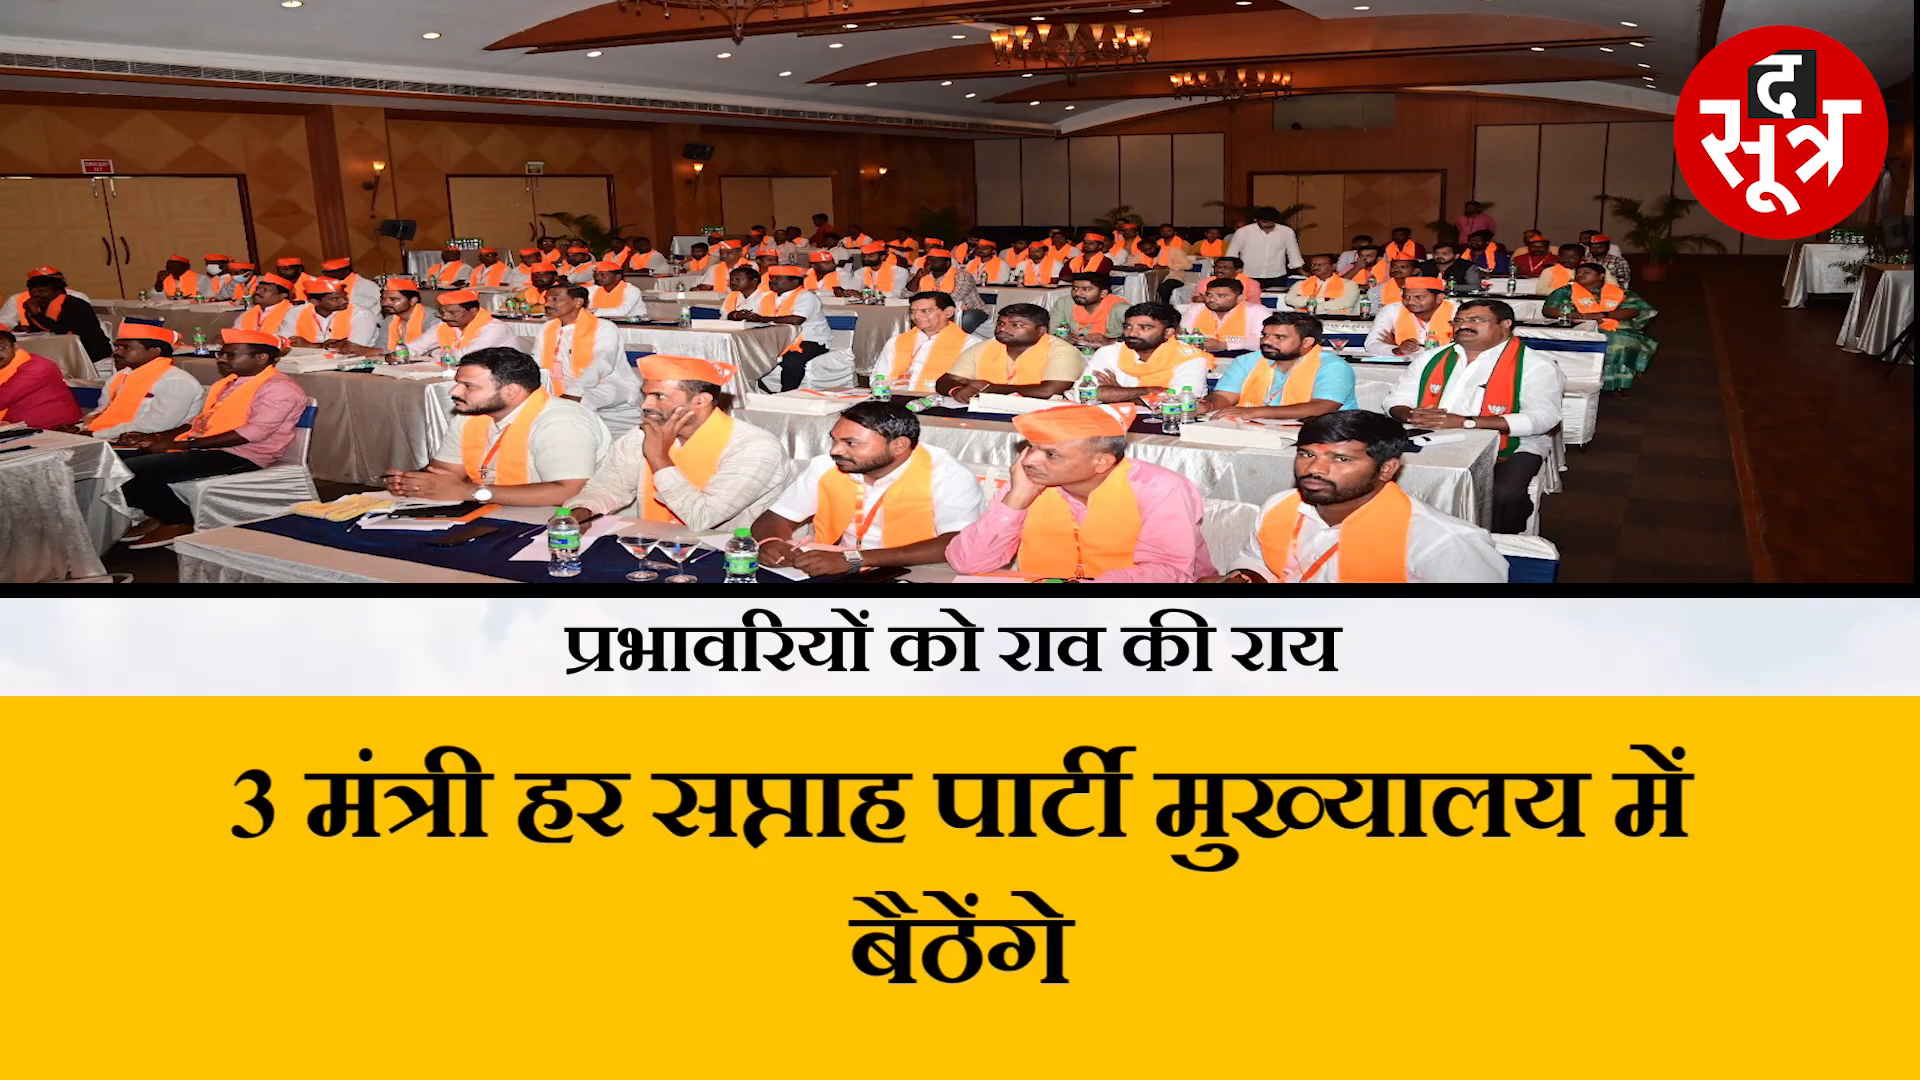 द
सूत्र
प्रभावरियों को राव की राय
3 मंत्री हर सप्ताह पार्टी मुख्यालय में
बैठेंगे